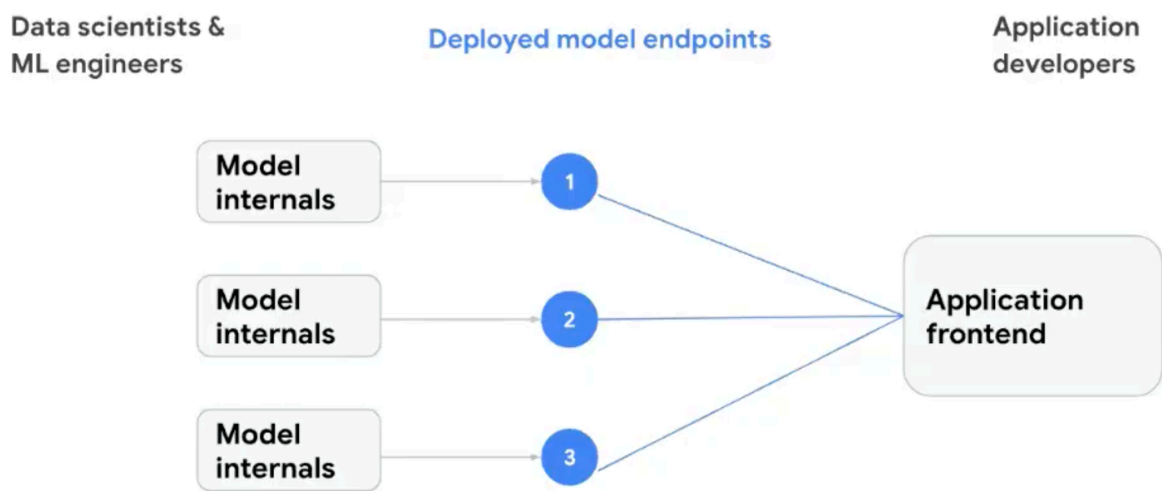 Data scientists &
ML engineers
Deployed model endpoints
Application
developers
Model
internals
1
Model
internals
2
Model
internals
3
Application
frontend